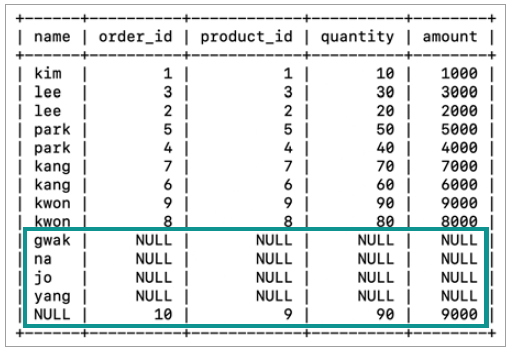 +-------+----------+------------+----------+--------+
| name | order_id | product_id | quantity | amount |
+-------+----------+------------+----------+--------+
| kim | 1 | 1 | 10 | 1000 |
| lee | 3 | 3 | 30 | 3000 |
| lee | 2 | 2 | 20 | 2000 |
| park | 5 | 5 | 50 | 5000 |
| park | 4 | 4 | 40 | 4000 |
| kang | 7 | 7 | 70 | 7000 |
| kang | 6 | 6 | 60 | 6000 |
| kwon | 9 | 9 | 90 | 9000 |
| kwon | 8 | 8 | 80 | 8000 |
| gwak | NULL | NULL | NULL | NULL |
| na | NULL | NULL | NULL | NULL |
| jo | NULL | NULL | NULL | NULL |
| yang | NULL | NULL | NULL | NULL |
| NULL | 10 | 9 | 90 | 9000 |
+-------+----------+------------+----------+--------+